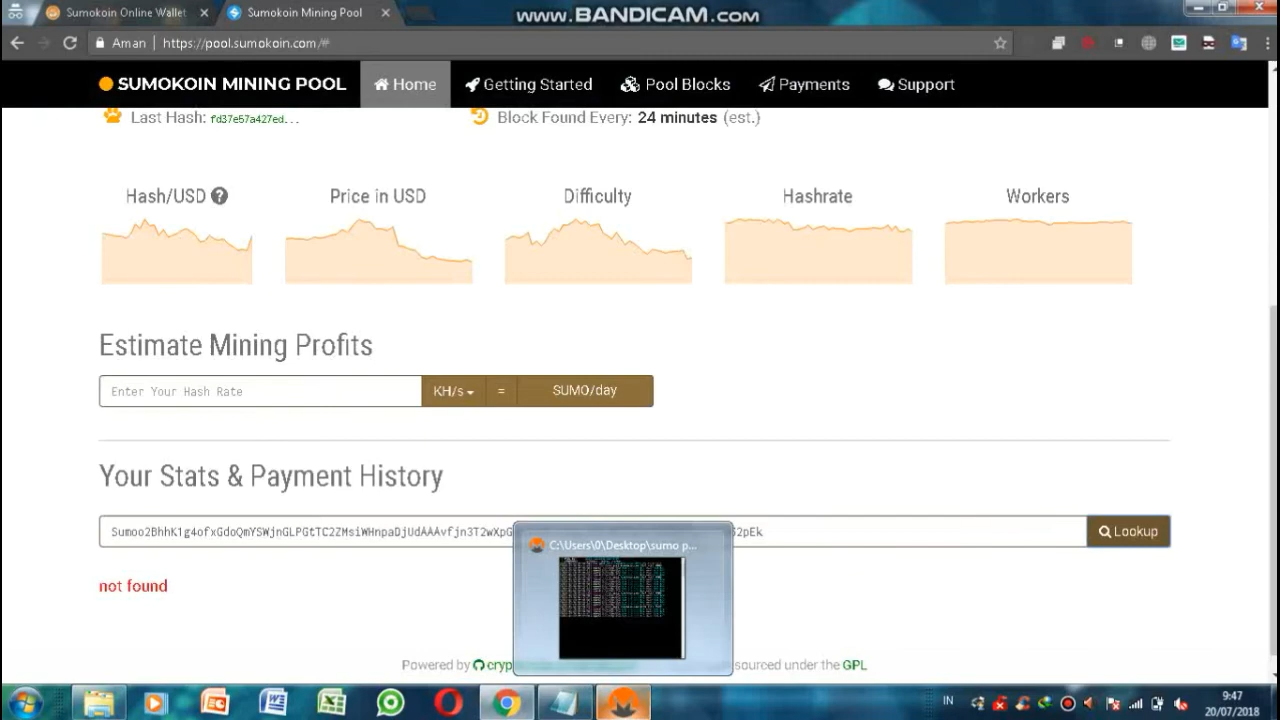 Sumokoin Online Wallet
Sumokoin Mining Pool
www.BANDICAM.com
Aman
https://pool.sumokoin.com/#
SUMOKOIN MINING POOL
Home
Getting Started
Pool Blocks
Payments
Support
Last Hash: fd37e57a427ed...
Block Found Every: 24 minutes (est.)
Hash/USD
Price in USD
Difficulty
Hashrate
Workers
Estimate Mining Profits
Enter Your Hash Rate
KH/s
=
SUMO/day
Your Stats & Payment History
Lookup
C:\Users\0\Desktop\sumo p...
not found
Powered by cryp
sourced under the GPL
IN
9:47
20/07/2018